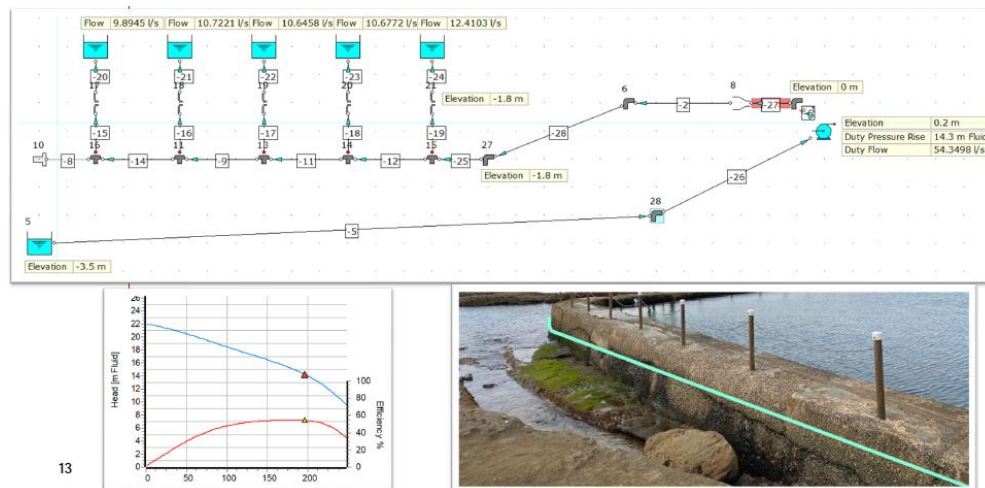 Flow 9.8945 l/s Flow 10.7221 l/s Flow 10.6458 l/s Flow 10.6772 l/s Flow 12.4103 l/s
-20 -21 -22 -23 -24
17 18 19 20 21
Elevation -1.8 m
6
8
Elevation 0 m
-2
-27
-15 -16 -17 -18 -19
-28
Elevation 0.2 m
Duty Pressure Rise 14.3 m Fluid
Duty Flow 54.3498 l/s
10 16 11 13 14 15 27
-8 -14 -9 -11 -12 -25
Elevation -1.8 m
-26
28
5
-5
Elevation -3.5 m
26
24
22
20
18
16
14
12
10
8
6
4
2
0
Head [m Fluid]
100
80
60
40
20
0
Efficiency %
0 50 100 150 200
13